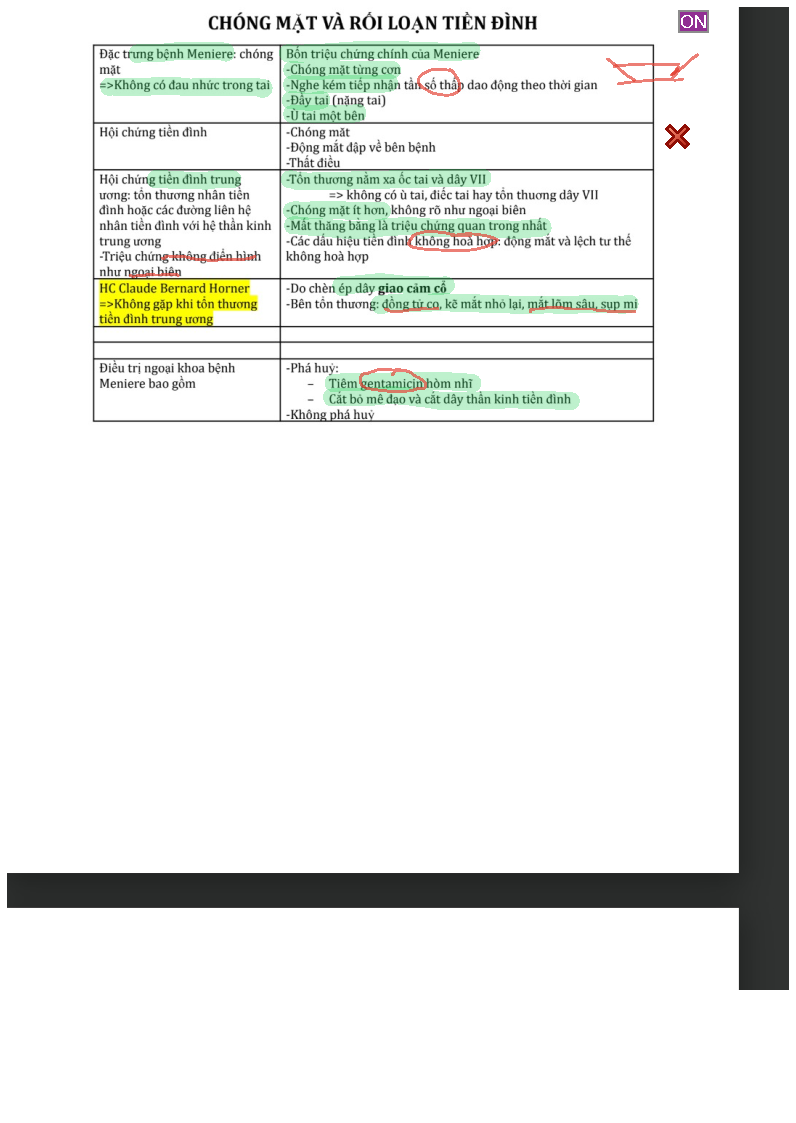 CHÓNG MẶT VÀ RỐI LOẠN TIỀN ĐÌNH
ON
Đặc trưng bệnh Meniere: chóng
mặt
=>Không có đau nhức trong tai
Bốn triệu chứng chính của Meniere
-Chóng mặt từng cơn
-Nghe kém tiếp nhận tần số thấp dao động theo thời gian
-Đầy tai (nặng tai)
-Ù tai một bên
Hội chứng tiền đình
-Chóng mặt
-Động mắt đập về bên bệnh
-Thất điều
Hội chứng tiền đình trung
ương: tổn thương nhân tiền
đình hoặc các đường liên hệ
nhân tiền đình với hệ thần kinh
trung ương
-Triệu chứng không điển hình
như ngoại biên
-Tổn thương nằm xa ốc tai và dây VII
=> không có ù tai, điếc tai hay tổn thuơng dây VII
-Chóng mặt ít hơn, không rõ như ngoại biên
-Mất thăng bằng là triệu chứng quan trong nhất
-Các dấu hiệu tiền đình không hoà hợp: động mắt và lệch tư thế
không hoà hợp
HC Claude Bernard Horner
=>Không gặp khi tổn thương
tiền đình trung ương
-Do chèn ép dây giao cảm cổ
-Bên tổn thương: đồng tử co, kẽ mắt nhỏ lại, mắt lõm sâu, sụp mi
Điều trị ngoại khoa bệnh
Meniere bao gồm
-Phá huỷ:
– Tiêm gentamicin hòm nhĩ
– Cắt bỏ mê đạo và cắt dây thần kinh tiền đình
-Không phá huỷ